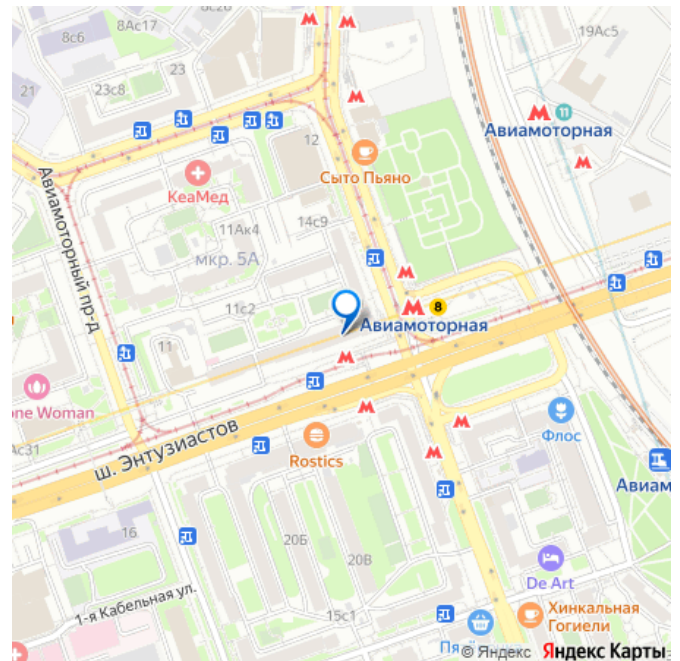 8Ас17
8с6
19Ас5
23
23с8
21
11
Авиамоторная
12
Сыто Пьяно
КеаМед
Авиамоторный пр-д
14с9
11Ак4
мкр. 5А
11с2
8
Авиамоторная
11
one Woman
Ас31
ш. Энтузиастов
Rostics
Флос
Авиам
16
20Б
20В
De Art
1-я Кабельная ул.
15с1
Хинкальная
Гогиели
© Яндекс Яндекс Карты